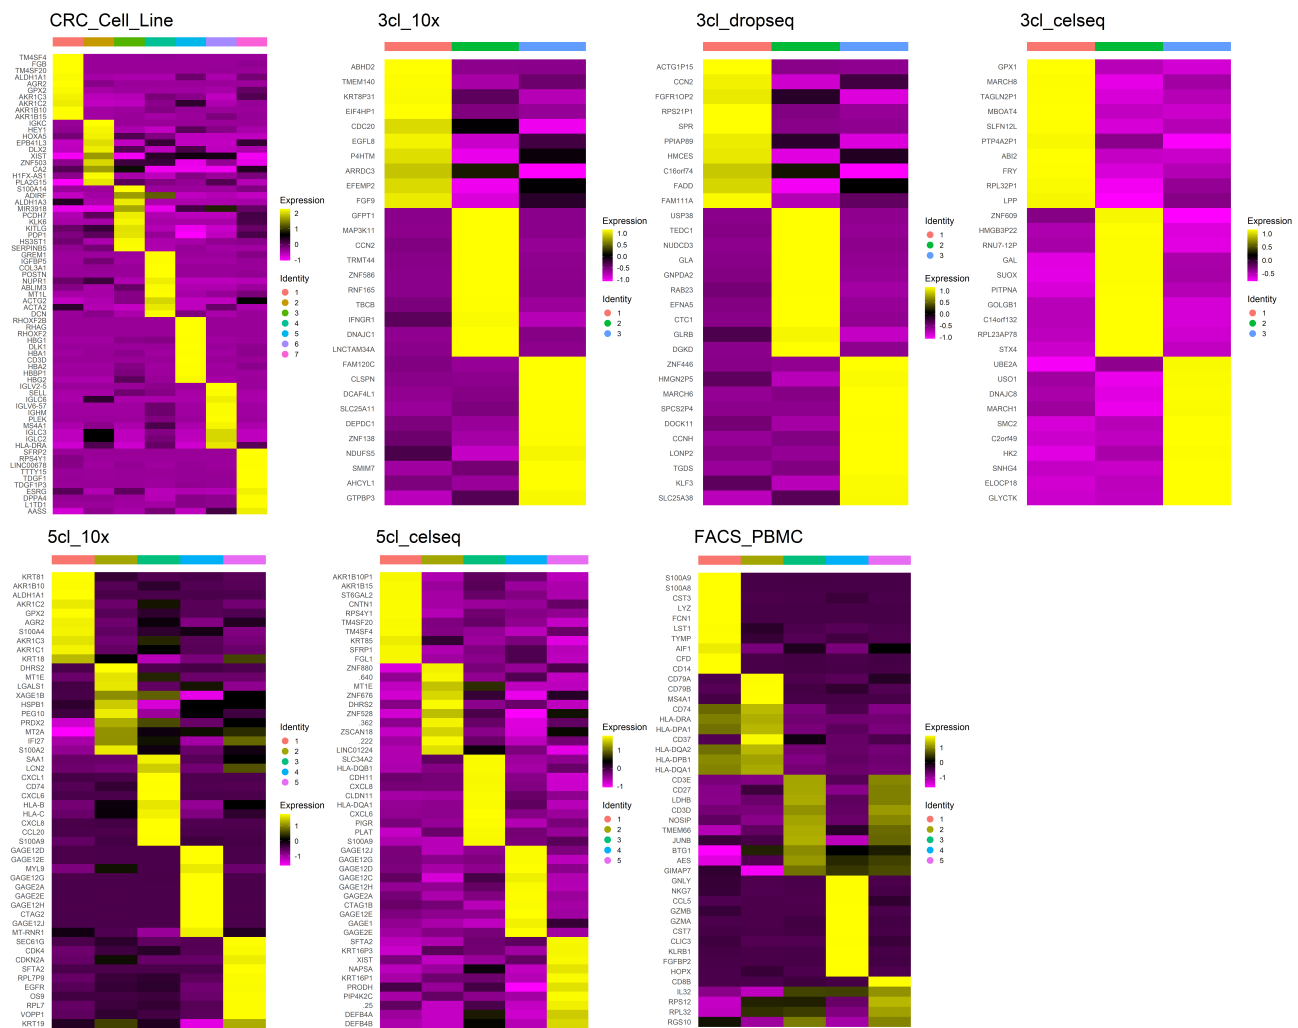 CRC_Cell_Line
TM4SF4
FGB
TM4SF20
ALDH1A1
AGR2
GPX2
AKR1C3
AKR1C2
AKR1B10
AKR1B15
IGKC
HEY1
HOXA5
EPB41L3
DLX2
XIST
ZNF503
CA2
H1FX-AS1
PLA2G15
S100A14
ADIRF
ALDH1A3
MIR3918
PCDH7
KLK6
KITLG
PDP1
HS3ST1
SERPINB5
GREM1
IGFBP5
COL3A1
POSTN
NUPR1
ABLIM3
MT1L
ACTG2
ACTA2
DCN
RHOXF2B
RHAG
RHOXF2
HBG1
DLK1
HBA1
CD3D
HBA2
HBBP1
HBG2
IGLV2-5
SELL
IGLC6
IGLV6-57
IGHM
PLEK
MS4A1
IGLC3
IGLC2
HLA-DRA
SFRP2
RPS4Y1
LINC00678
TTTY15
TDGF1
TDGF1P3
ESRG
DPPA4
L1TD1
AASS
Expression
2
1
0
-1
Identity
1
2
3
4
5
6
7
3cl_10x
ABHD2
TMEM140
KRT8P31
EIF4HP1
CDC20
EGFL8
P4HTM
ARRDC3
EFEMP2
FGF9
GFPT1
MAP3K11
CCN2
TRMT44
ZNF586
RNF165
TBCB
IFNGR1
DNAJC1
LNCTAM34A
FAM120C
CLSPN
DCAF4L1
SLC25A11
DEPDC1
ZNF138
NDUFS5
SMIM7
AHCYL1
GTPBP3
Expression
1.0
0.5
0.0
-0.5
-1.0
Identity
1
2
3
3cl_dropseq
ACTG1P15
CCN2
FGFR1OP2
RPS21P1
SPR
PPIAP89
HMCES
C16orf74
FADD
FAM111A
USP38
TEDC1
NUDCD3
GLA
GNPDA2
RAB23
EFNA5
CTC1
GLRB
DGKD
ZNF446
HMGN2P5
MARCH6
SPCS2P4
DOCK11
CCNH
LONP2
TGDS
KLF3
SLC25A38
Identity
1
2
3
Expression
1.0
0.5
0.0
-0.5
-1.0
3cl_celseq
GPX1
MARCH8
TAGLN2P1
MBOAT4
SLFN12L
PTP4A2P1
ABI2
FRY
RPL32P1
LPP
ZNF609
HMGB3P22
RNU7-12P
GAL
SUOX
PITPNA
GOLGB1
C14orf132
RPL23AP78
STX4
UBE2A
USO1
DNAJC8
MARCH1
SMC2
C2orf49
HK2
SNHG4
ELOCP18
GLYCTK
Expression
1.0
0.5
0.0
-0.5
Identity
1
2
3
5cl_10x
KRT81
AKR1B10
ALDH1A1
AKR1C2
GPX2
AGR2
S100A4
AKR1C3
AKR1C1
KRT18
DHRS2
MT1E
LGALS1
XAGE1B
HSPB1
PEG10
PRDX2
MT2A
IFI27
S100A2
SAA1
LCN2
CXCL1
CD74
CXCL6
HLA-B
HLA-C
CXCL8
CCL20
S100A9
GAGE12D
GAGE12E
MYL9
GAGE12G
GAGE2A
GAGE2E
GAGE12H
CTAG2
GAGE12J
MT-RNR1
SEC61G
CDK4
CDKN2A
SFTA2
RPL7P9
EGFR
OS9
RPL7
VOPP1
KRT19
Identity
1
2
3
4
5
Expression
1
0
-1
5cl_celseq
AKR1B10P1
AKR1B15
ST6GAL2
CNTN1
RPS4Y1
TM4SF20
TM4SF4
KRT85
SFRP1
FGL1
ZNF880
.640
MT1E
ZNF676
DHRS2
ZNF528
.362
ZSCAN18
.222
LINC01224
SLC34A2
HLA-DQB1
CDH11
CXCL8
CLDN11
HLA-DQA1
CXCL6
PIGR
PLAT
S100A9
GAGE12J
GAGE12G
GAGE12D
GAGE12C
GAGE12H
GAGE2A
CTAG1B
GAGE12E
GAGE1
GAGE2E
SFTA2
KRT16P3
XIST
NAPSA
KRT16P1
PRODH
PIP4K2C
.25
DEFB4A
DEFB4B
Expression
1
0
-1
Identity
1
2
3
4
5
FACS_PBMC
S100A9
S100A8
CST3
LYZ
FCN1
LST1
TYMP
AIF1
CFD
CD14
CD79A
CD79B
MS4A1
CD74
HLA-DRA
HLA-DPA1
CD37
HLA-DQA2
HLA-DPB1
HLA-DQA1
CD3E
CD27
LDHB
CD3D
NOSIP
TMEM66
JUNB
BTG1
AES
GIMAP7
GNLY
NKG7
CCL5
GZMB
GZMA
CST7
CLIC3
KLRB1
FGFBP2
HOPX
CD8B
IL32
RPS12
RPL32
RGS10
Expression
1
0
-1
Identity
1
2
3
4
5